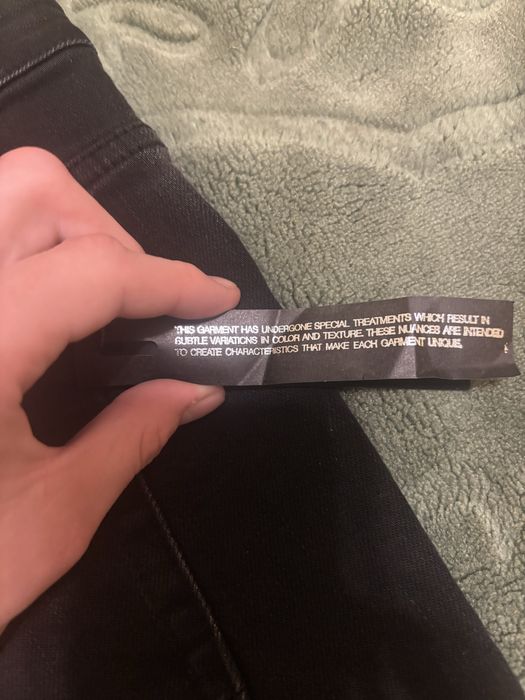 THIS GARMENT HAS UNDERGONE SPECIAL TREATMENTS WHICH RESULT IN
SUBTLE VARIATIONS IN COLOR AND TEXTURE. THESE NUANCES ARE INTENDED
TO CREATE CHARACTERISTICS THAT MAKE EACH GARMENT UNIQUE.